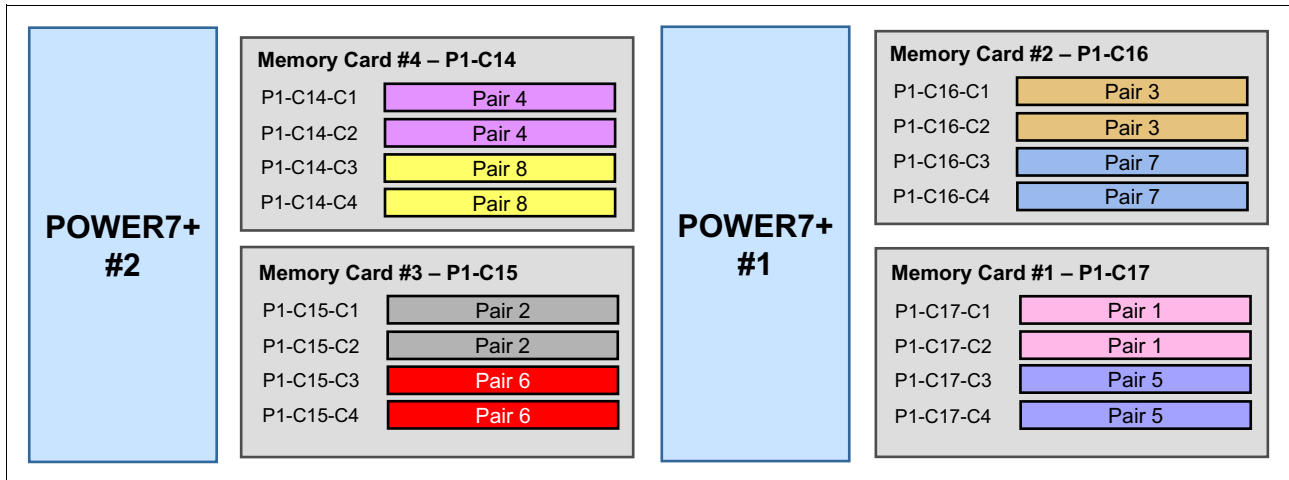 POWER7+
#2
Memory Card #4 – P1-C14
P1-C14-C1 Pair 4
P1-C14-C2 Pair 4
P1-C14-C3 Pair 8
P1-C14-C4 Pair 8
Memory Card #3 – P1-C15
P1-C15-C1 Pair 2
P1-C15-C2 Pair 2
P1-C15-C3 Pair 6
P1-C15-C4 Pair 6
POWER7+
#1
Memory Card #2 – P1-C16
P1-C16-C1 Pair 3
P1-C16-C2 Pair 3
P1-C16-C3 Pair 7
P1-C16-C4 Pair 7
Memory Card #1 – P1-C17
P1-C17-C1 Pair 1
P1-C17-C2 Pair 1
P1-C17-C3 Pair 5
P1-C17-C4 Pair 5